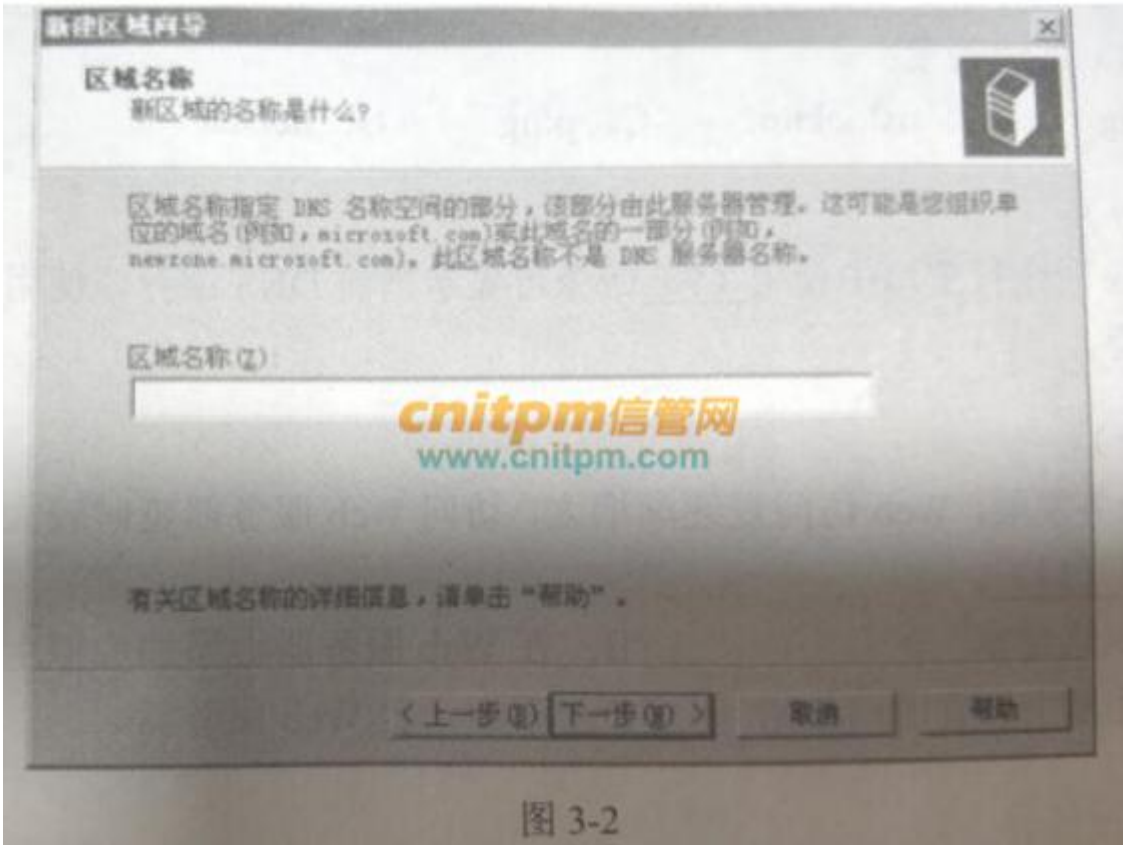 新建区域向导
区域名称
新区域的名称是什么?
区域名称指定 DNS 名称空间的部分,该部分由此服务器管理。这可能是您组织单
位的域名(例如,microsoft.com)或此域名的一部分(例如,
newzone.microsoft.com)。此区域名称不是 DNS 服务器名称。
区域名称(Z)
cnitpm信管网
www.cnitpm.com
有关区域名称的详细信息,请单击“帮助”。
< 上一步(B) 下一步(N) > 取消 帮助
图 3-2